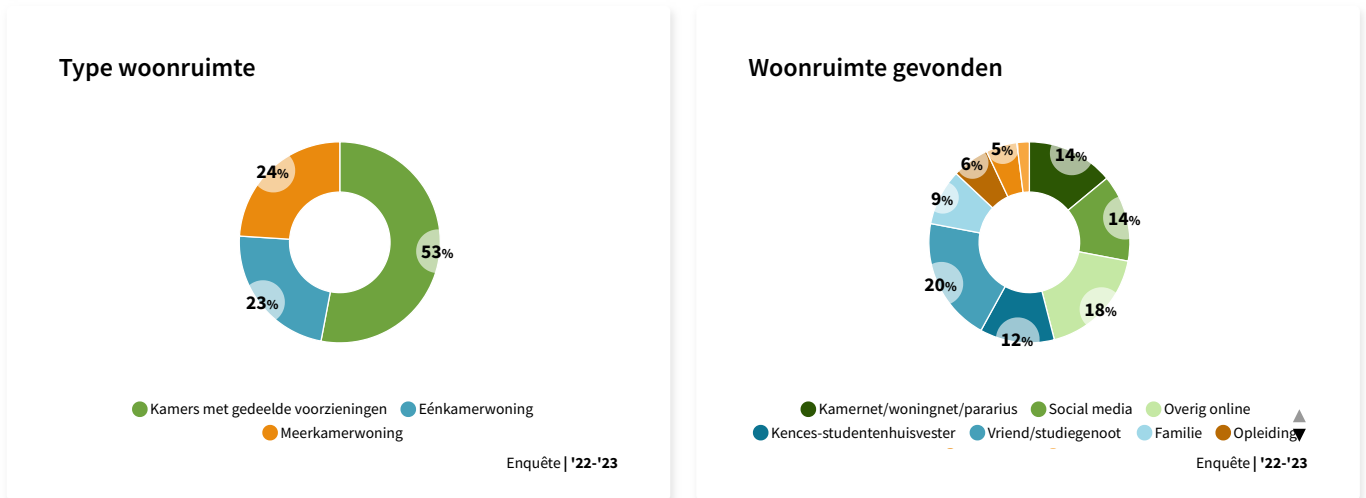 Type woonruimte
24%
53%
23%
Kamers met gedeelde voorzieningen Eénkamerwoning
Meerkamerwoning
Enquête | '22-'23
Woonruimte gevonden
5%
14%
6%
9%
14%
20%
18%
12%
Kamernet/woningnet/pararius Social media Overig online
Kences-studentenhuisvester Vriend/studiegenoot Familie Opleiding
Enquête | '22-'23